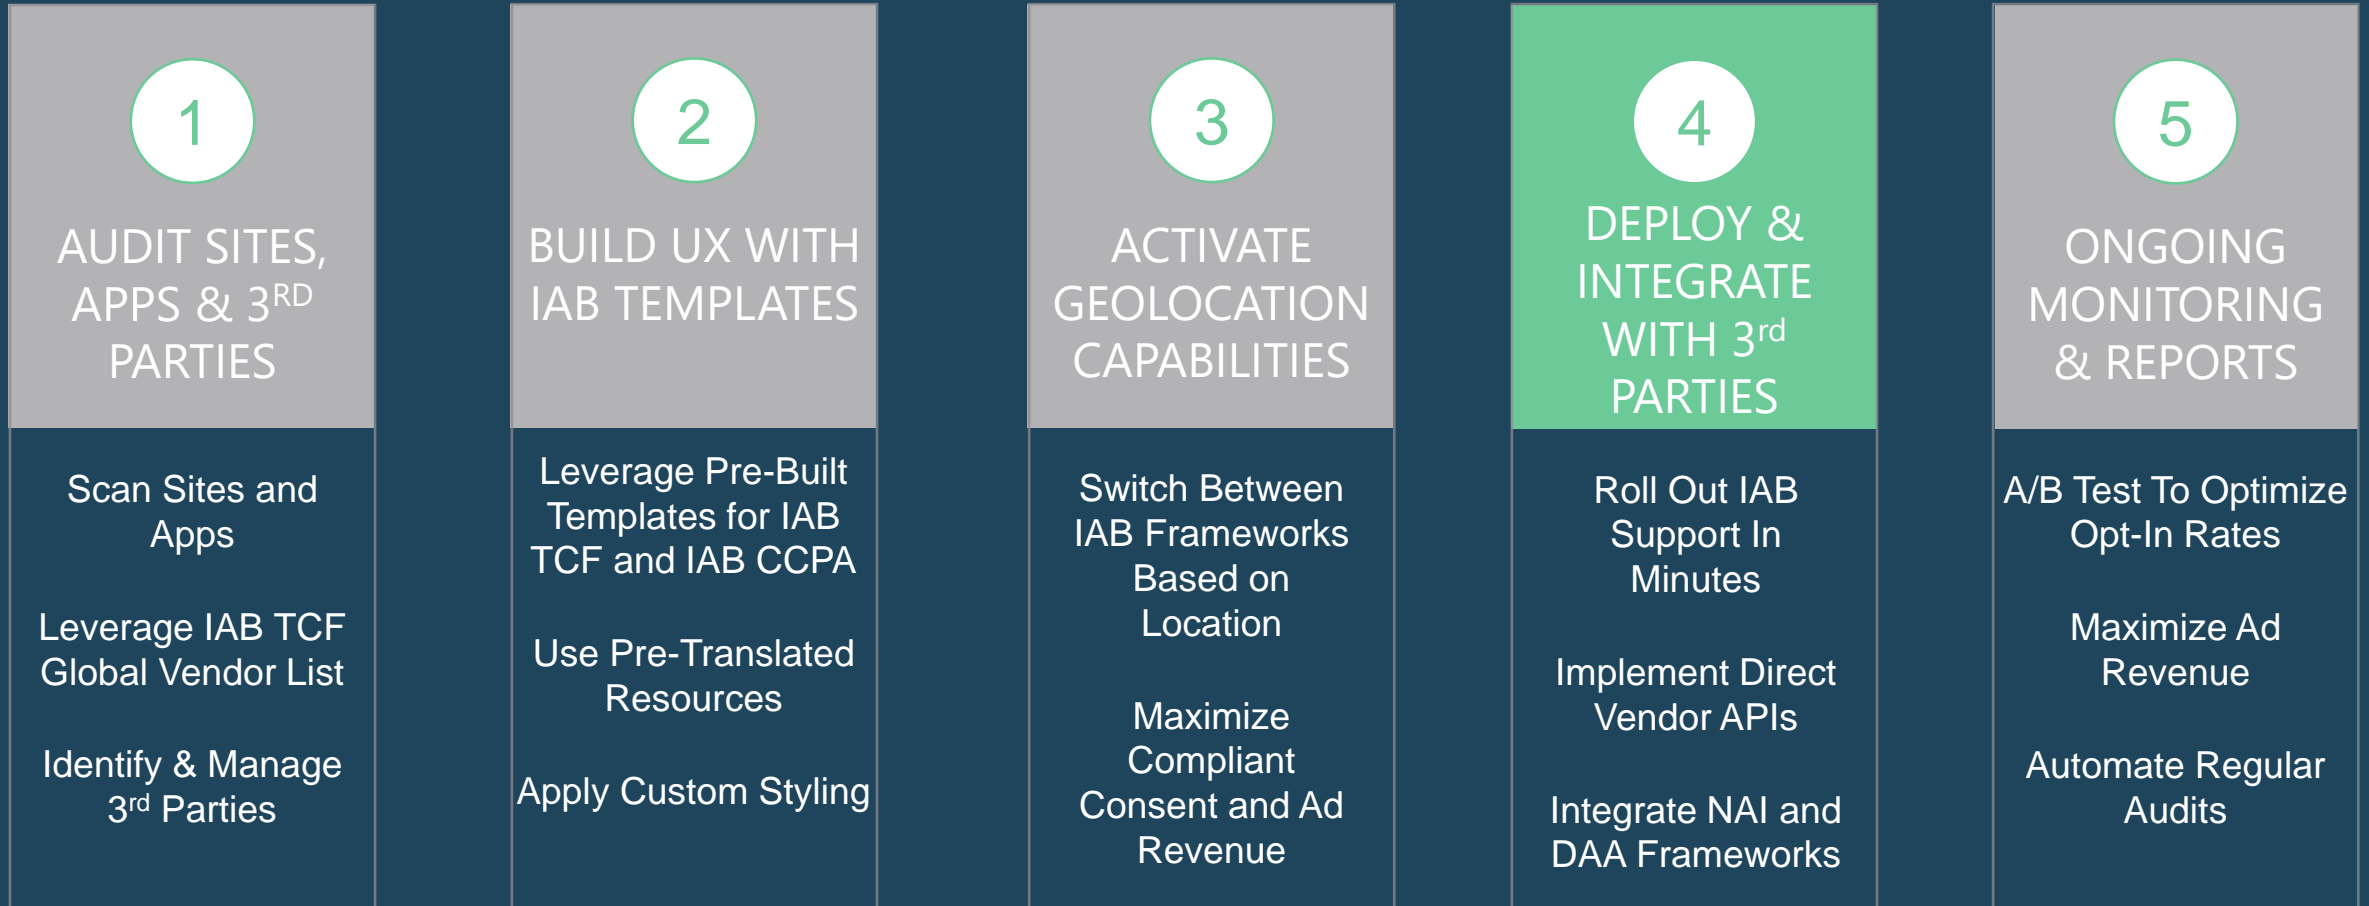 1
AUDIT SITES,
APPS & 3RD
PARTIES
Scan Sites and
Apps
Leverage IAB TCF
Global Vendor List
Identify & Manage
3rd Parties
2
BUILD UX WITH
IAB TEMPLATES
Leverage Pre-Built
Templates for IAB
TCF and IAB CCPA
Use Pre-Translated
Resources
Apply Custom Styling
3
ACTIVATE
GEOLOCATION
CAPABILITIES
Switch Between
IAB Frameworks
Based on
Location
Maximize
Compliant
Consent and Ad
Revenue
4
DEPLOY &
INTEGRATE
WITH 3rd
PARTIES
Roll Out IAB
Support In
Minutes
Implement Direct
Vendor APIs
Integrate NAI and
DAA Frameworks
5
ONGOING
MONITORING
& REPORTS
A/B Test To Optimize
Opt-In Rates
Maximize Ad
Revenue
Automate Regular
Audits